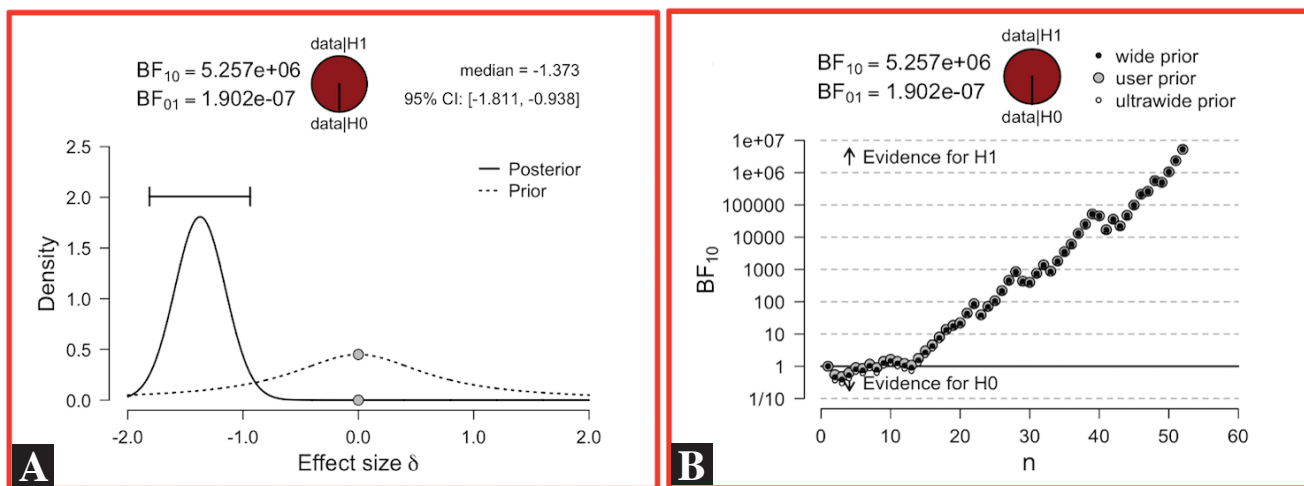 data|H1
BF10 = 5.257e+06
BF01 = 1.902e-07
data|H0
median = -1.373
95% CI: [-1.811, -0.938]
2.5
2.0
1.5
1.0
0.5
0.0
Density
Posterior
Prior
-2.0 -1.0 0.0 1.0 2.0
Effect size δ
A
data|H1
BF10 = 5.257e+06
BF01 = 1.902e-07
data|H0
wide prior
user prior
ultrawide prior
1e+07
1e+06
100000
10000
1000
100
10
1
1/10
BF10
Evidence for H1
Evidence for H0
0 10 20 30 40 50 60
n
B